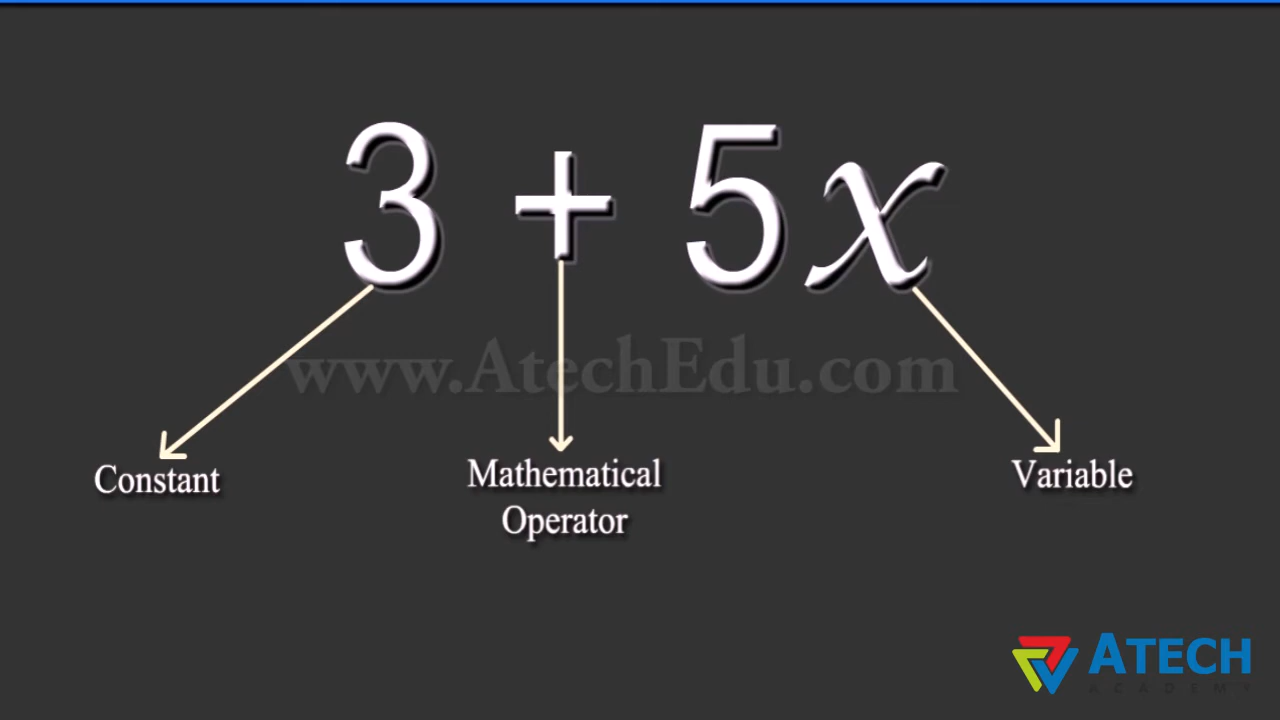 3 + 5x
www.AtechEdu.com
Constant
Mathematical
Operator
Variable
ATECH
ACADEMY